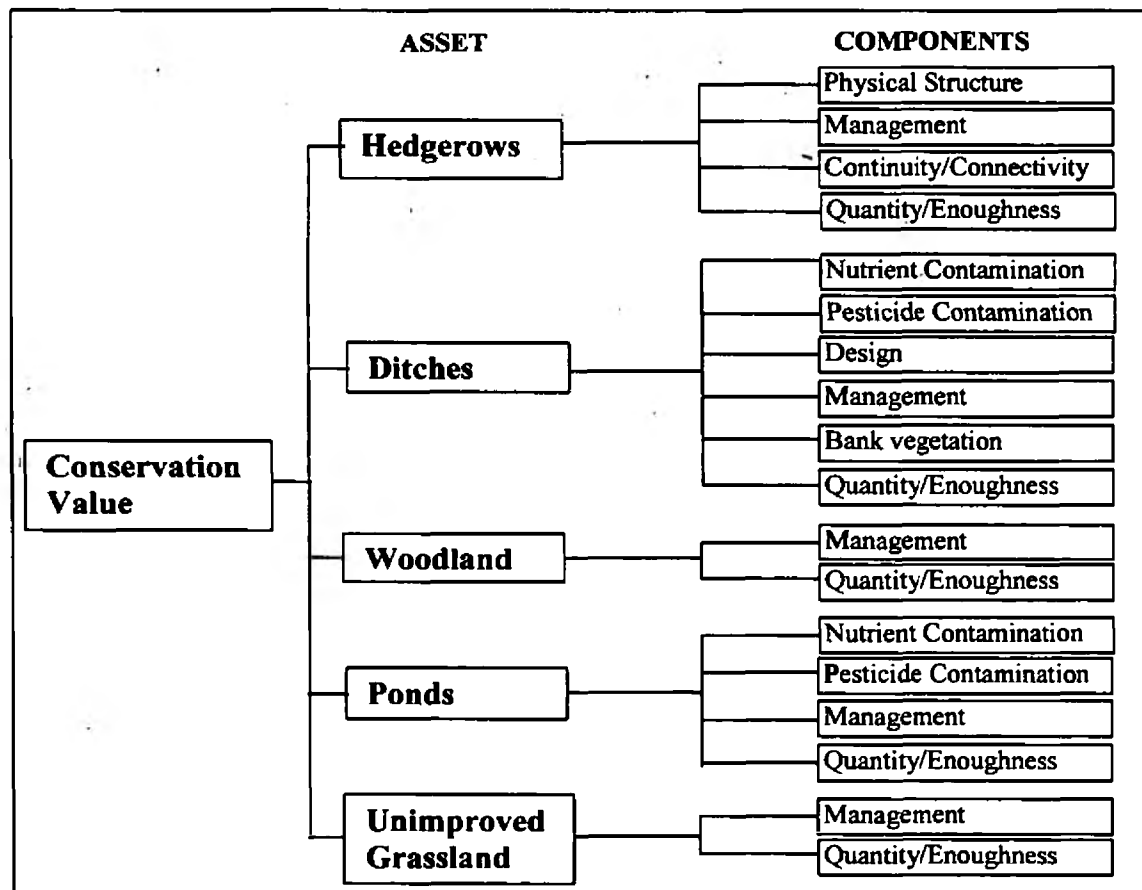 ASSET
COMPONENTS
Conservation
Value
Hedgerows
Physical Structure
Management
Continuity/Connectivity
Quantity/Enoughness
Ditches
Nutrient Contamination
Pesticide Contamination
Design
Management
Bank vegetation
Quantity/Enoughness
Woodland
Management
Quantity/Enoughness
Ponds
Nutrient Contamination
Pesticide Contamination
Management
Quantity/Enoughness
Unimproved
Grassland
Management
Quantity/Enoughness